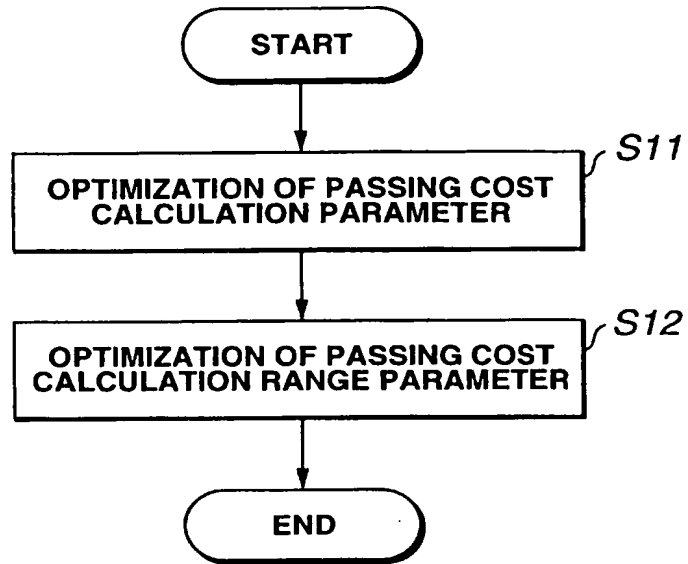 START
S11
OPTIMIZATION OF PASSING COST
CALCULATION PARAMETER
S12
OPTIMIZATION OF PASSING COST
CALCULATION RANGE PARAMETER
END